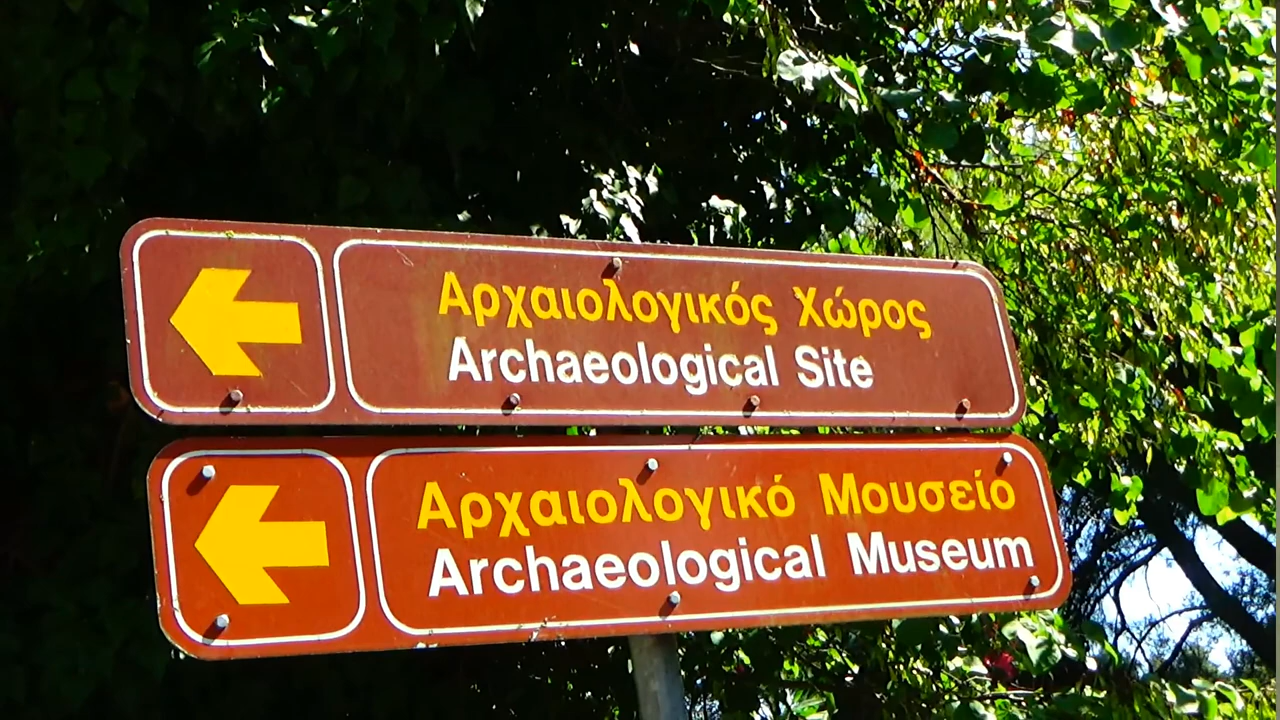 Αρχαιολογικός Χώρος
Archaeological Site
Αρχαιολογικό Μουσείο
Archaeological Museum